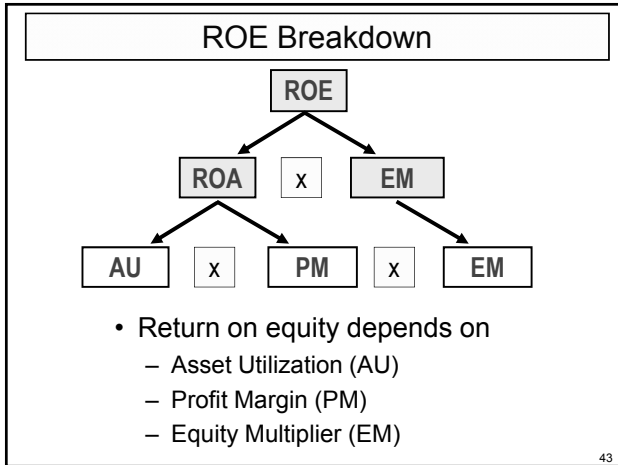 ROE Breakdown
ROE
ROA x EM
AU x PM x EM
• Return on equity depends on
– Asset Utilization (AU)
– Profit Margin (PM)
– Equity Multiplier (EM)
43